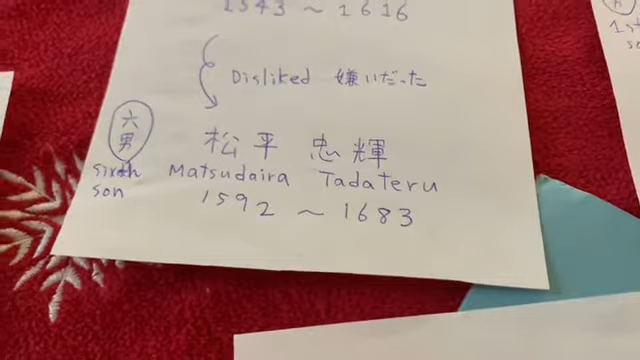 1543 ~ 1616
Disliked 嫌いだった
六男
松平 忠輝
sixth son
Matsudaira Tadateru
1592 ~ 1683
1st